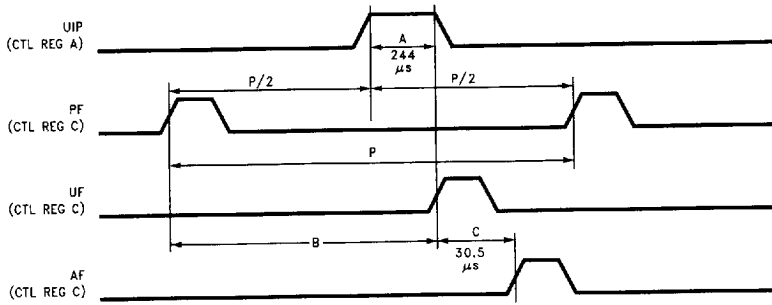 UIP
(CTL REG A)
A
244
μs
P/2
P/2
PF
(CTL REG C)
P
UF
(CTL REG C)
B
C
30.5
μs
AF
(CTL REG C)